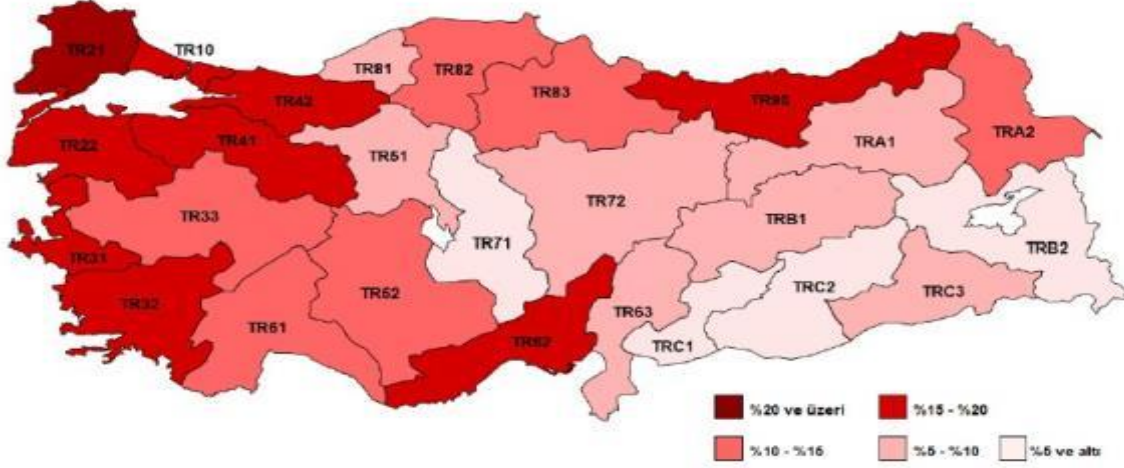 TR21
TR10
TR81
TR82
TR42
TR83
TR90
TRA2
TR22
TR41
TR51
TRA1
TR33
TR72
TRB1
TR31
TR71
TRB2
TR32
TR52
TRC2
TRC3
TR61
TR62
TR63
TRC1
%20 ve üzeri
%15 - %20
%10 - %15
%5 - %10
%5 ve altı